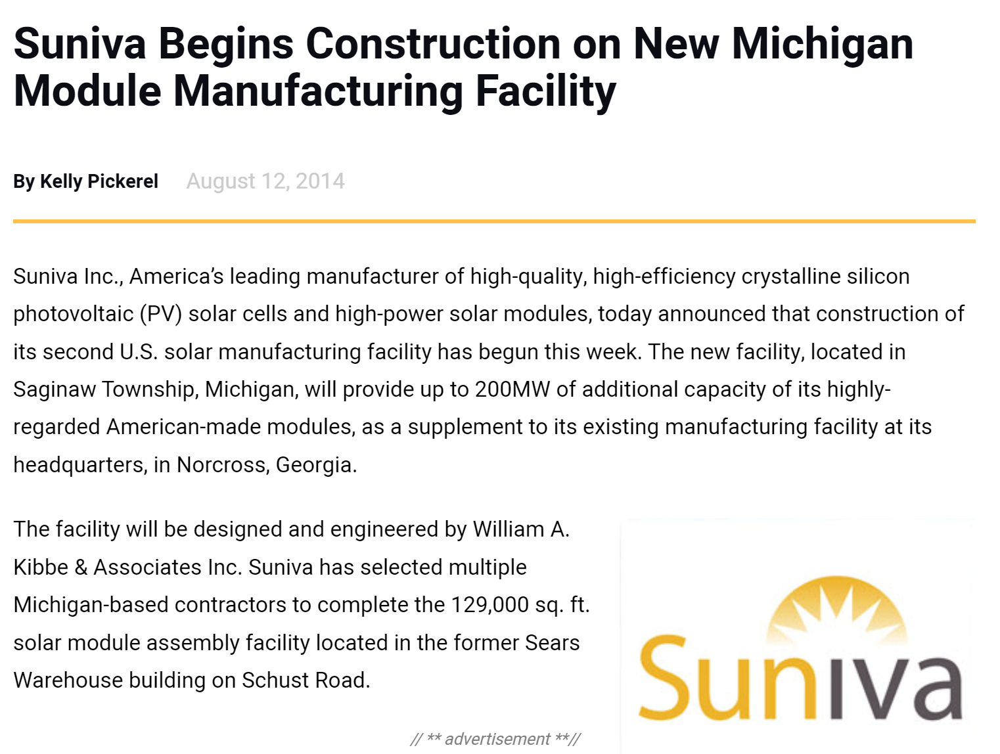 Suniva Begins Construction on New Michigan
Module Manufacturing Facility
By Kelly Pickerel August 12, 2014
Suniva Inc., America’s leading manufacturer of high-quality, high-efficiency crystalline silicon
photovoltaic (PV) solar cells and high-power solar modules, today announced that construction of
its second U.S. solar manufacturing facility has begun this week. The new facility, located in
Saginaw Township, Michigan, will provide up to 200MW of additional capacity of its highly-
regarded American-made modules, as a supplement to its existing manufacturing facility at its
headquarters, in Norcross, Georgia.
The facility will be designed and engineered by William A.
Kibbe & Associates Inc. Suniva has selected multiple
Michigan-based contractors to complete the 129,000 sq. ft.
solar module assembly facility located in the former Sears
Warehouse building on Schust Road.
Suniva
// ** advertisement **//